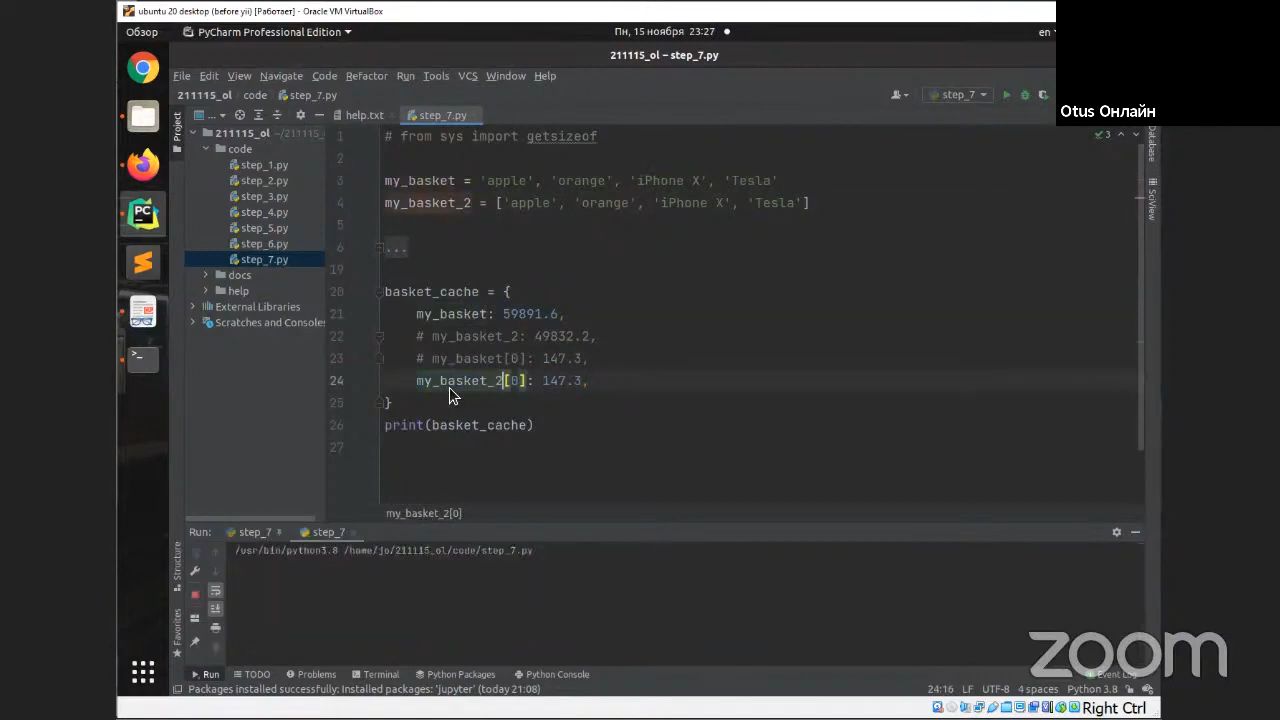 ubuntu 20 desktop (before yii) [Работает] - Oracle VM VirtualBox
Обзор PyCharm Professional Edition Пн, 15 ноября 23:27 en
211115_ol – step_7.py
File Edit View Navigate Code Refactor Run Tools VCS Window Help
211115_ol code step_7.py step_7
Otus Онлайн
Project ... help.txt step_7.py
211115_ol ~/211115_
code
step_1.py
step_2.py
step_3.py
step_4.py
step_5.py
step_6.py
step_7.py
docs
help
External Libraries
Scratches and Consoles
1 # from sys import getsizeof
2
3 my_basket = 'apple', 'orange', 'iPhone X', 'Tesla'
4 my_basket_2 = ['apple', 'orange', 'iPhone X', 'Tesla']
5
6 ...
19
20 basket_cache = {
21 my_basket: 59891.6,
22 # my_basket_2: 49832.2,
23 # my_basket[0]: 147.3,
24 my_basket_2[0]: 147.3,
25 }
26 print(basket_cache)
27
3
Database
SciView
my_basket_2[0]
Run: step_7 step_7
/usr/bin/python3.8 /home/jo/211115_ol/code/step_7.py
Structure
Favorites
zoom
Run TODO Problems Terminal Python Packages Python Console Event Log
Packages installed successfully: Installed packages: 'jupyter' (today 21:08) 24:16 LF UTF-8 4 spaces Python 3.8
Right Ctrl